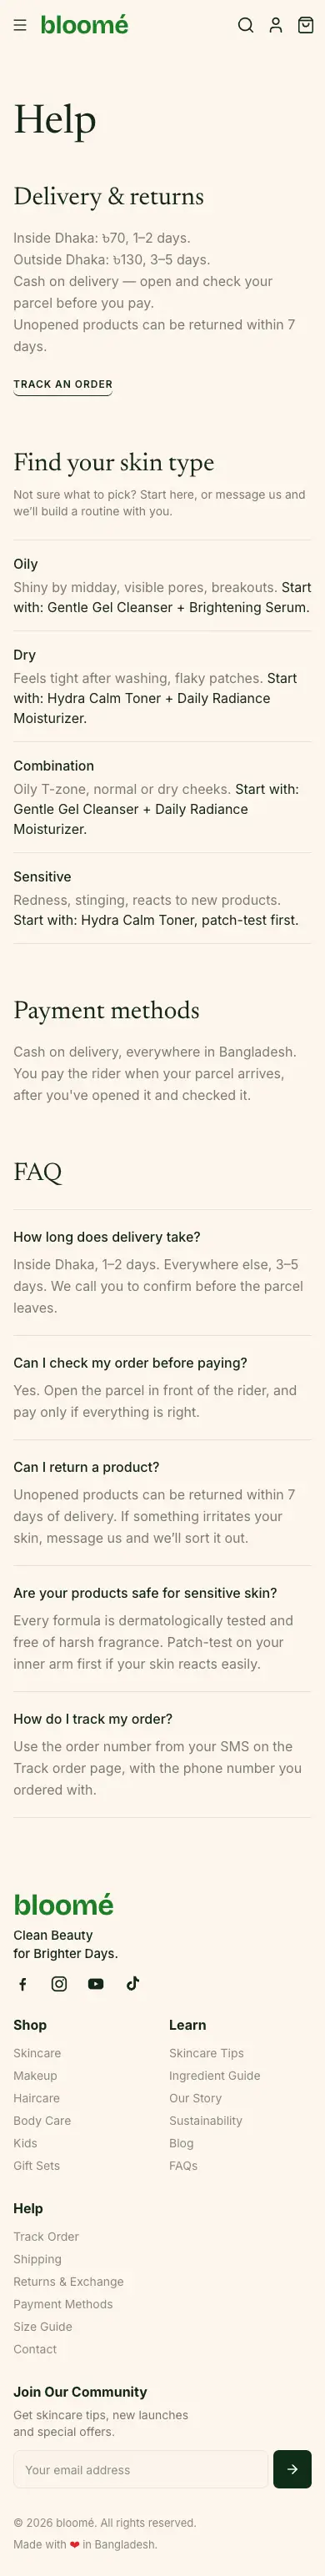 bloomé
Help
Delivery & returns
Inside Dhaka: ৳70, 1–2 days.
Outside Dhaka: ৳130, 3–5 days.
Cash on delivery — open and check your
parcel before you pay.
Unopened products can be returned within 7
days.
TRACK AN ORDER
Find your skin type
Not sure what to pick? Start here, or message us and
we'll build a routine with you.
Oily
Shiny by midday, visible pores, breakouts. Start
with: Gentle Gel Cleanser + Brightening Serum.
Dry
Feels tight after washing, flaky patches. Start
with: Hydra Calm Toner + Daily Radiance
Moisturizer.
Combination
Oily T-zone, normal or dry cheeks. Start with:
Gentle Gel Cleanser + Daily Radiance
Moisturizer.
Sensitive
Redness, stinging, reacts to new products.
Start with: Hydra Calm Toner, patch-test first.
Payment methods
Cash on delivery, everywhere in Bangladesh.
You pay the rider when your parcel arrives,
after you've opened it and checked it.
FAQ
How long does delivery take?
Inside Dhaka, 1–2 days. Everywhere else, 3–5
days. We call you to confirm before the parcel
leaves.
Can I check my order before paying?
Yes. Open the parcel in front of the rider, and
pay only if everything is right.
Can I return a product?
Unopened products can be returned within 7
days of delivery. If something irritates your
skin, message us and we'll sort it out.
Are your products safe for sensitive skin?
Every formula is dermatologically tested and
free of harsh fragrance. Patch-test on your
inner arm first if your skin reacts easily.
How do I track my order?
Use the order number from your SMS on the
Track order page, with the phone number you
ordered with.
bloomé
Clean Beauty
for Brighter Days.
Shop
Skincare
Makeup
Haircare
Body Care
Kids
Gift Sets
Learn
Skincare Tips
Ingredient Guide
Our Story
Sustainability
Blog
FAQs
Help
Track Order
Shipping
Returns & Exchange
Payment Methods
Size Guide
Contact
Join Our Community
Get skincare tips, new launches
and special offers.
Your email address
© 2026 bloomé. All rights reserved.
Made with ❤ in Bangladesh.